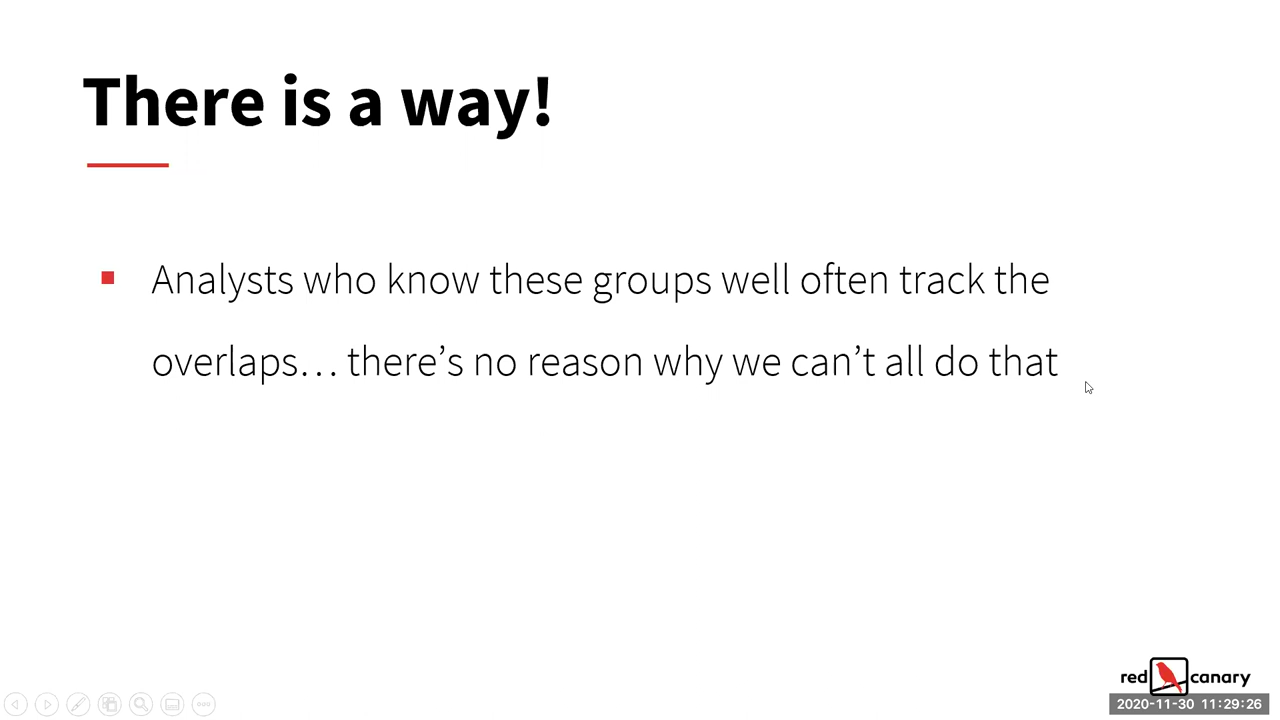 There is a way!
Analysts who know these groups well often track the
overlaps… there’s no reason why we can’t all do that
red canary
2020-11-30 11:29:26